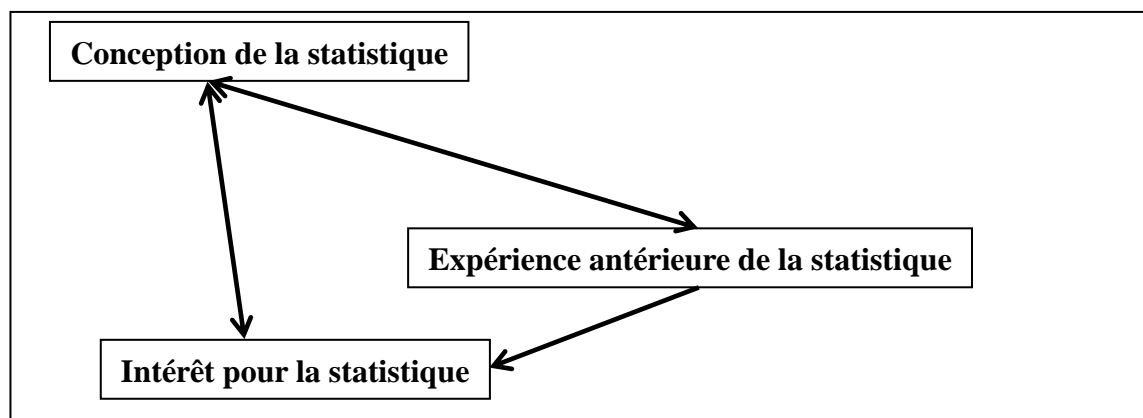 Conception de la statistique
Expérience antérieure de la statistique
Intérêt pour la statistique